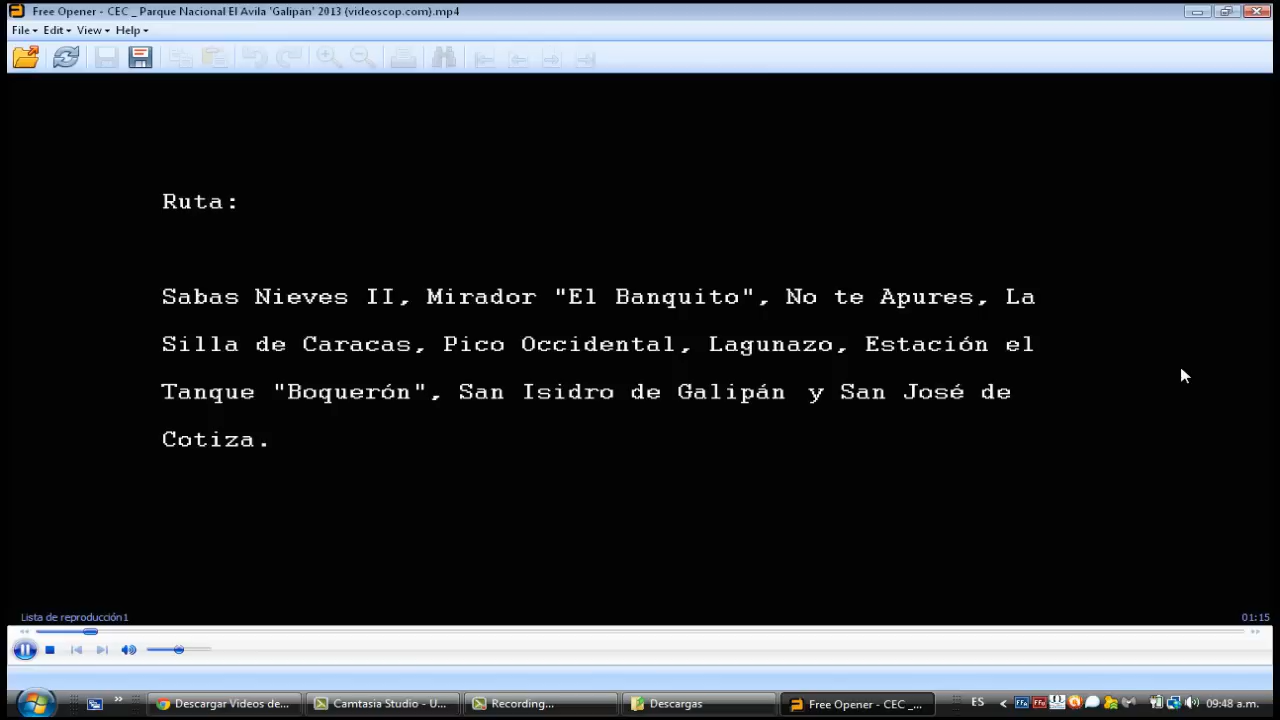 Free Opener - CEC _ Parque Nacional El Avila 'Galipán' 2013 (videoscop.com).mp4
File Edit View Help
Ruta:
Sabas Nieves II, Mirador "El Banquito", No te Apures, La
Silla de Caracas, Pico Occidental, Lagunazo, Estación el
Tanque "Boquerón", San Isidro de Galipán y San José de
Cotiza.
Lista de reproducción1 01:15
Descargar Videos de... Camtasia Studio - U... Recording... Descargas Free Opener - CEC _... ES 09:48 a.m.